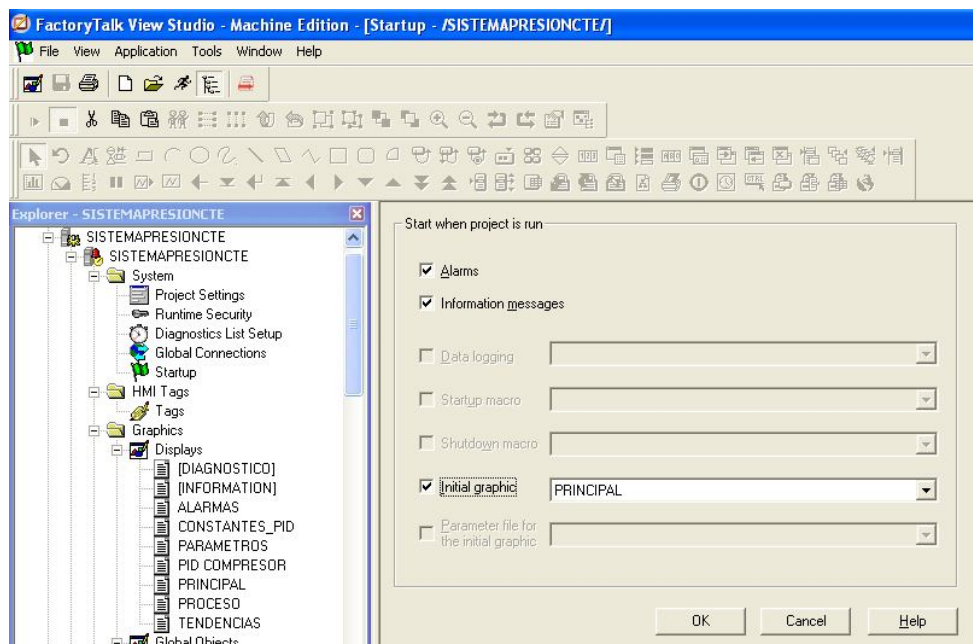 FactoryTalk View Studio - Machine Edition - [Startup - /SISTEMAPRESIONCTE/]
File View Application Tools Window Help
Explorer - SISTEMAPRESIONCTE
SISTEMAPRESIONCTE
SISTEMAPRESIONCTE
System
Project Settings
Runtime Security
Diagnostics List Setup
Global Connections
Startup
HMI Tags
Tags
Graphics
Displays
[DIAGNOSTICO]
[INFORMATION]
ALARMAS
CONSTANTES_PID
PARAMETROS
PID COMPRESOR
PRINCIPAL
PROCESO
TENDENCIAS
Global Objects
Start when project is run
Alarms
Information messages
Data logging
Startup macro
Shutdown macro
Initial graphic PRINCIPAL
Parameter file for
the initial graphic
OK Cancel Help